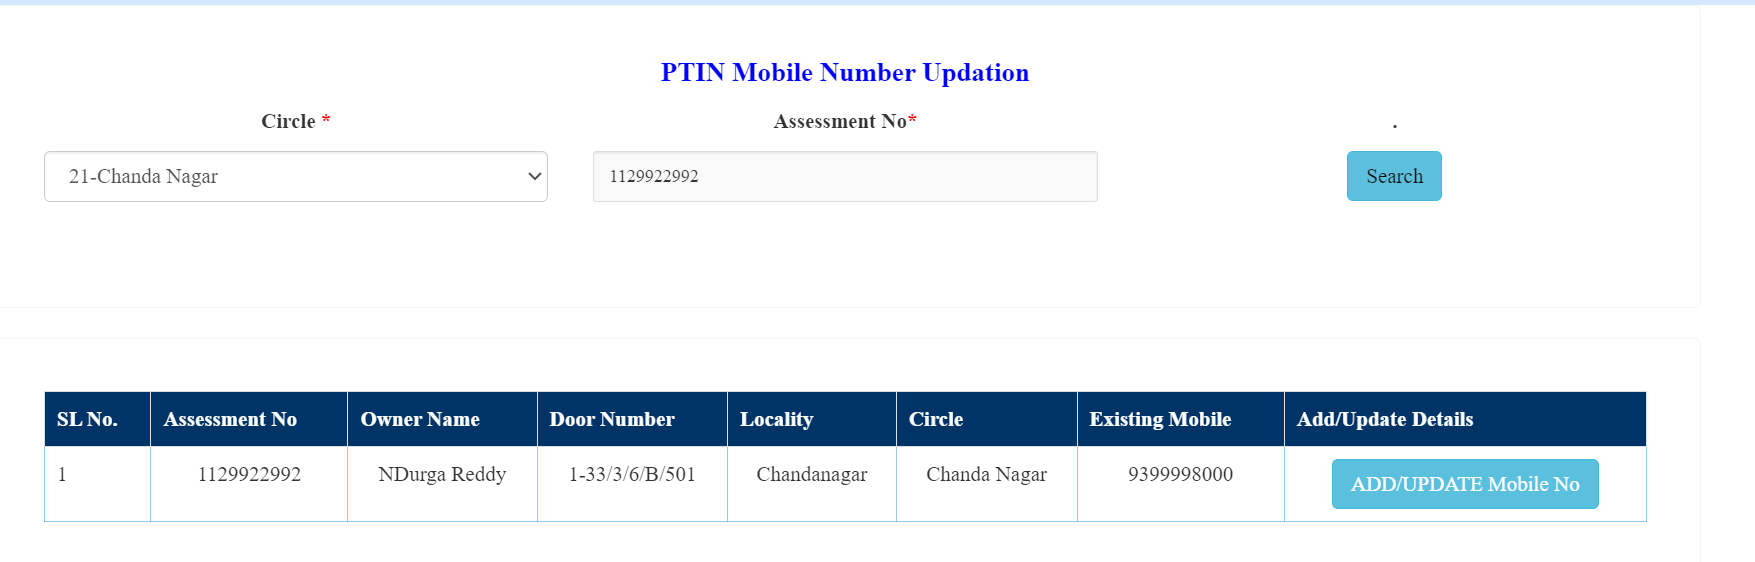 PTIN Mobile Number Updation
Circle * Assessment No* .
21-Chanda Nagar 1129922992 Search
SL No. Assessment No Owner Name Door Number Locality Circle Existing Mobile Add/Update Details
1 1129922992 NDurga Reddy 1-33/3/6/B/501 Chandanagar Chanda Nagar 9399998000 ADD/UPDATE Mobile No